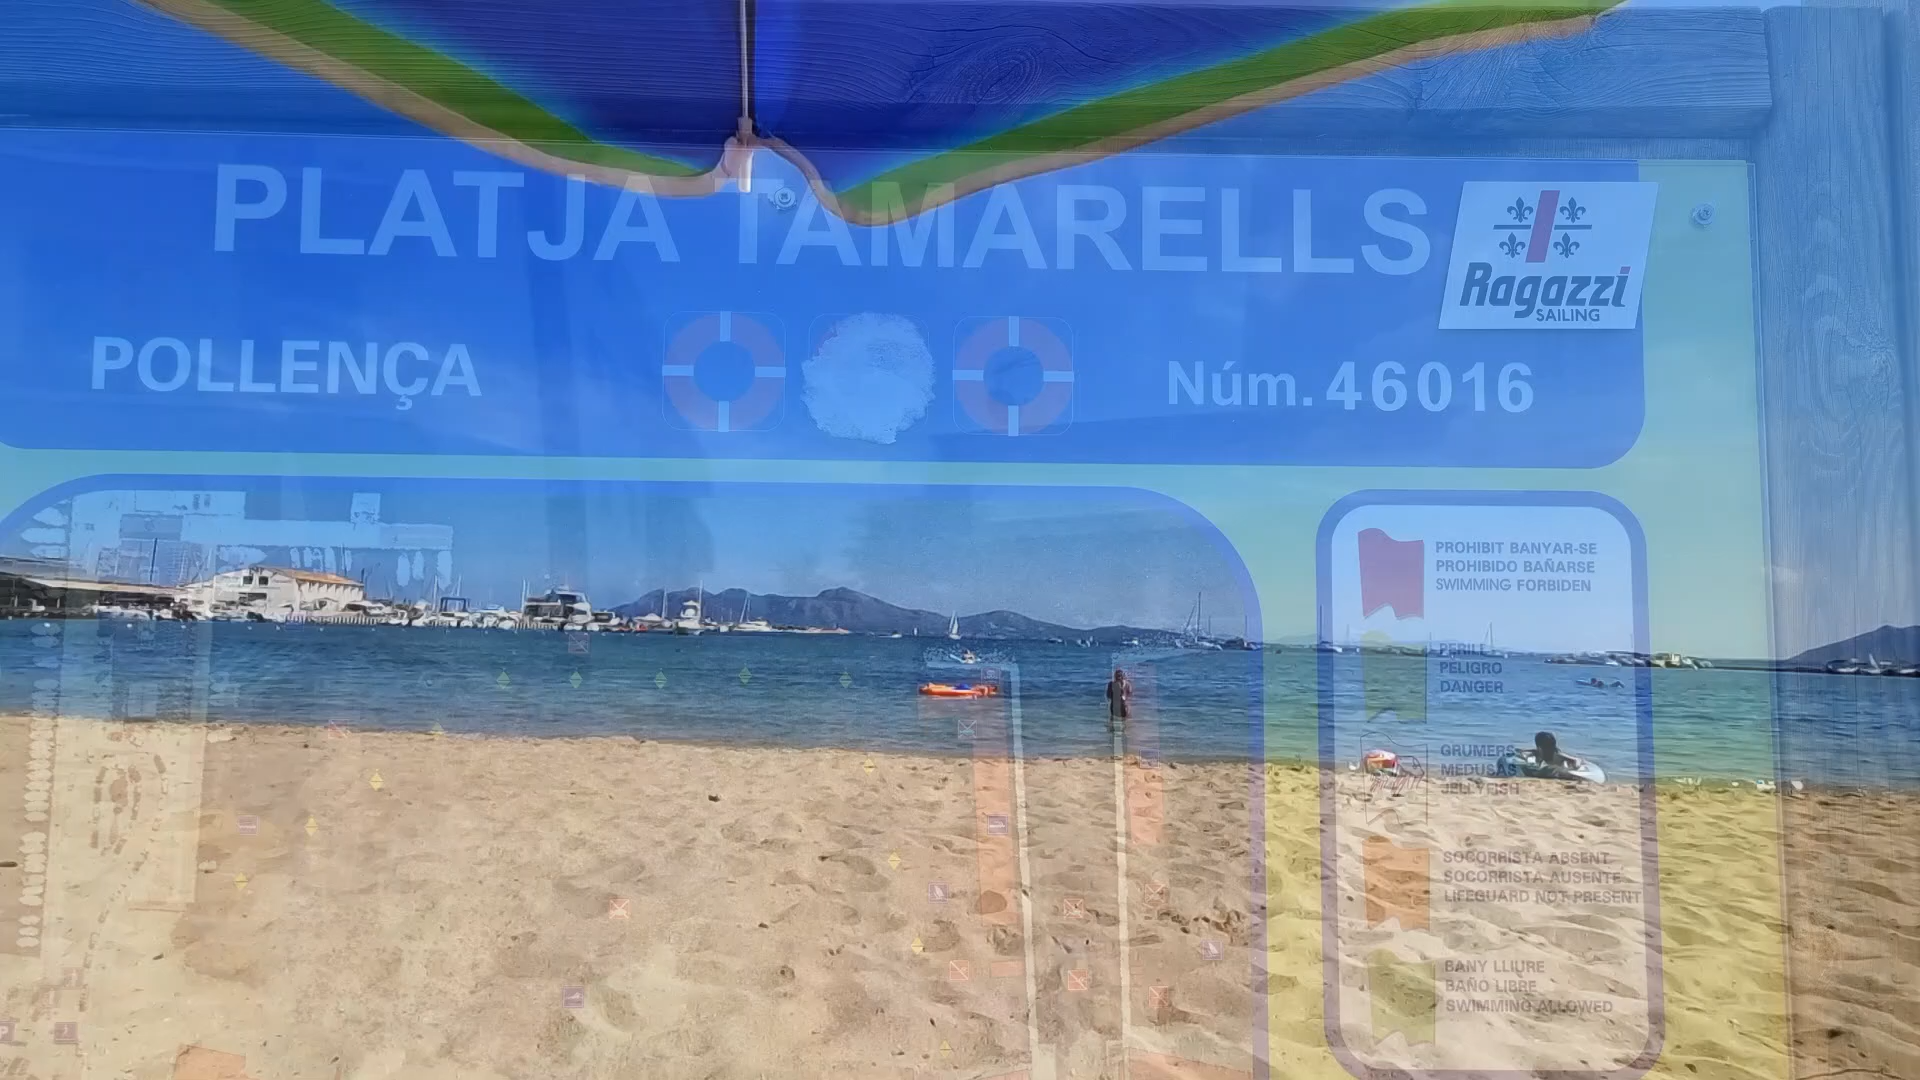 PLATJA TAMARELLS
Ragazzi
SAILING
POLLENÇA
Núm. 46016
PROHIBIT BANYAR-SE
PROHIBIDO BAÑARSE
SWIMMING FORBIDEN
PERILL
PELIGRO
DANGER
GRUMERS
MEDUSAS
JELLYFISH
SOCORRISTA ABSENT
SOCORRISTA AUSENTE
LIFEGUARD NOT PRESENT
BANY LLIURE
BAÑO LIBRE
SWIMMING ALLOWED
P